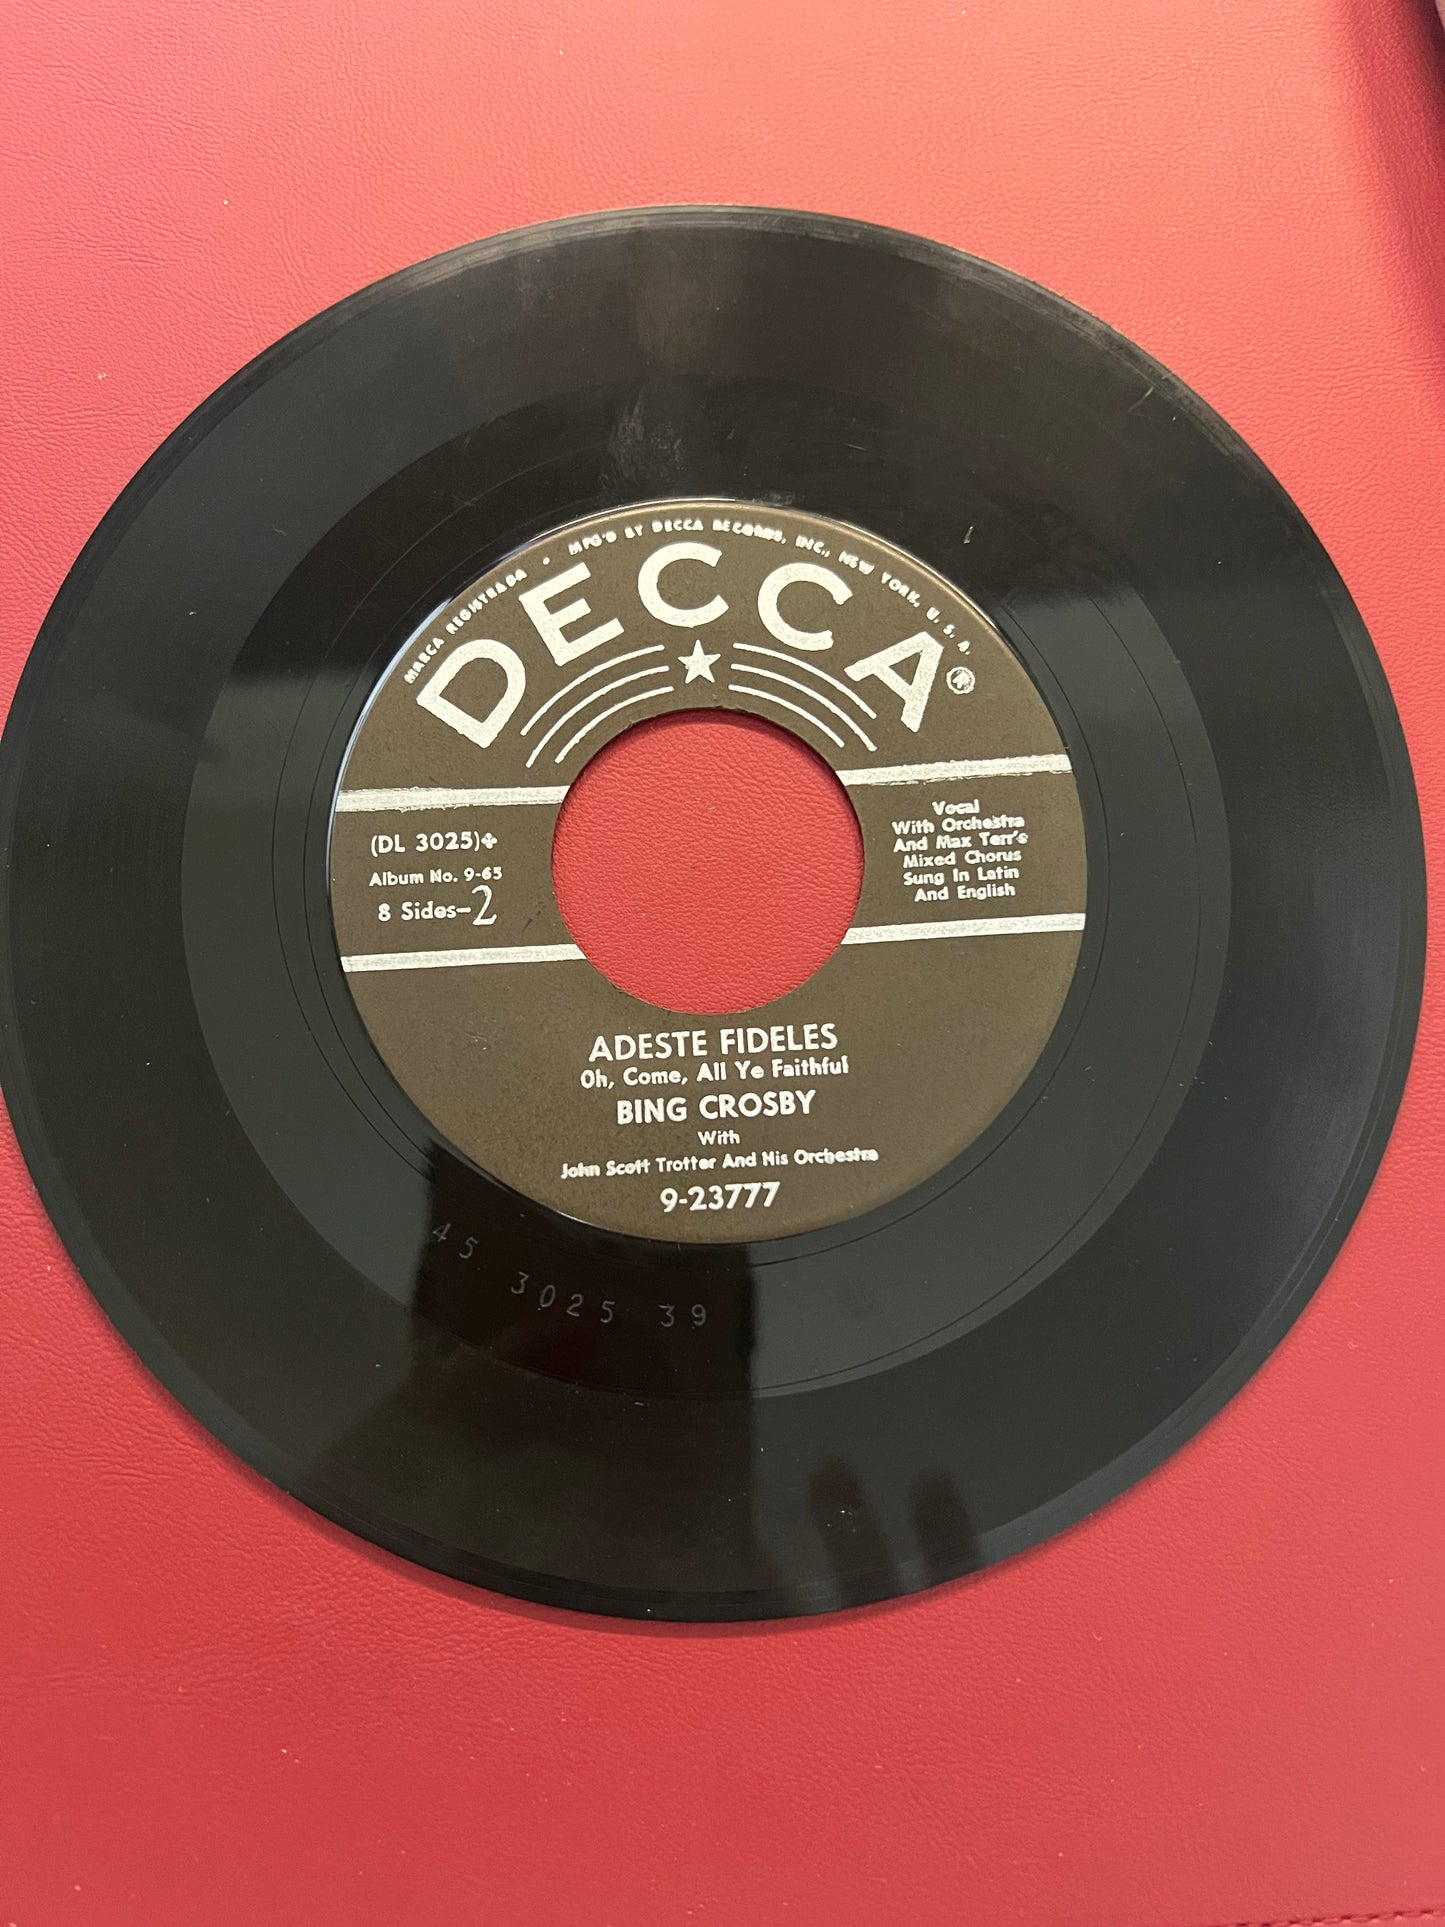 MARCA REGISTRADA • MFG'D BY DECCA RECORDS, INC., NEW YORK, U. S. A.
DECCA®
(DL 3025)✤
Album No. 9-65
8 Sides-2
Vocal
With Orchestra
And Max Terr's
Mixed Chorus
Sung In Latin
And English
ADESTE FIDELES
Oh, Come, All Ye Faithful
BING CROSBY
With
John Scott Trotter And His Orchestra
9-23777
45 3025 39